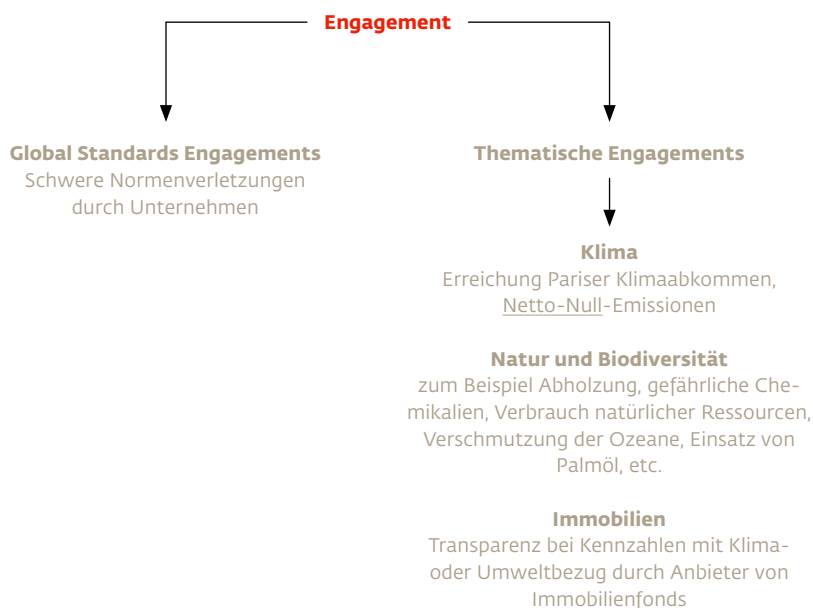 Engagement
Global Standards Engagements
Schwere Normenverletzungen
durch Unternehmen
Thematische Engagements
Klima
Erreichung Pariser Klimaabkommen,
Netto-Null-Emissionen
Natur und Biodiversität
zum Beispiel Abholzung, gefährliche Che-
mikalien, Verbrauch natürlicher Ressourcen,
Verschmutzung der Ozeane, Einsatz von
Palmöl, etc.
Immobilien
Transparenz bei Kennzahlen mit Klima-
oder Umweltbezug durch Anbieter von
Immobilienfonds